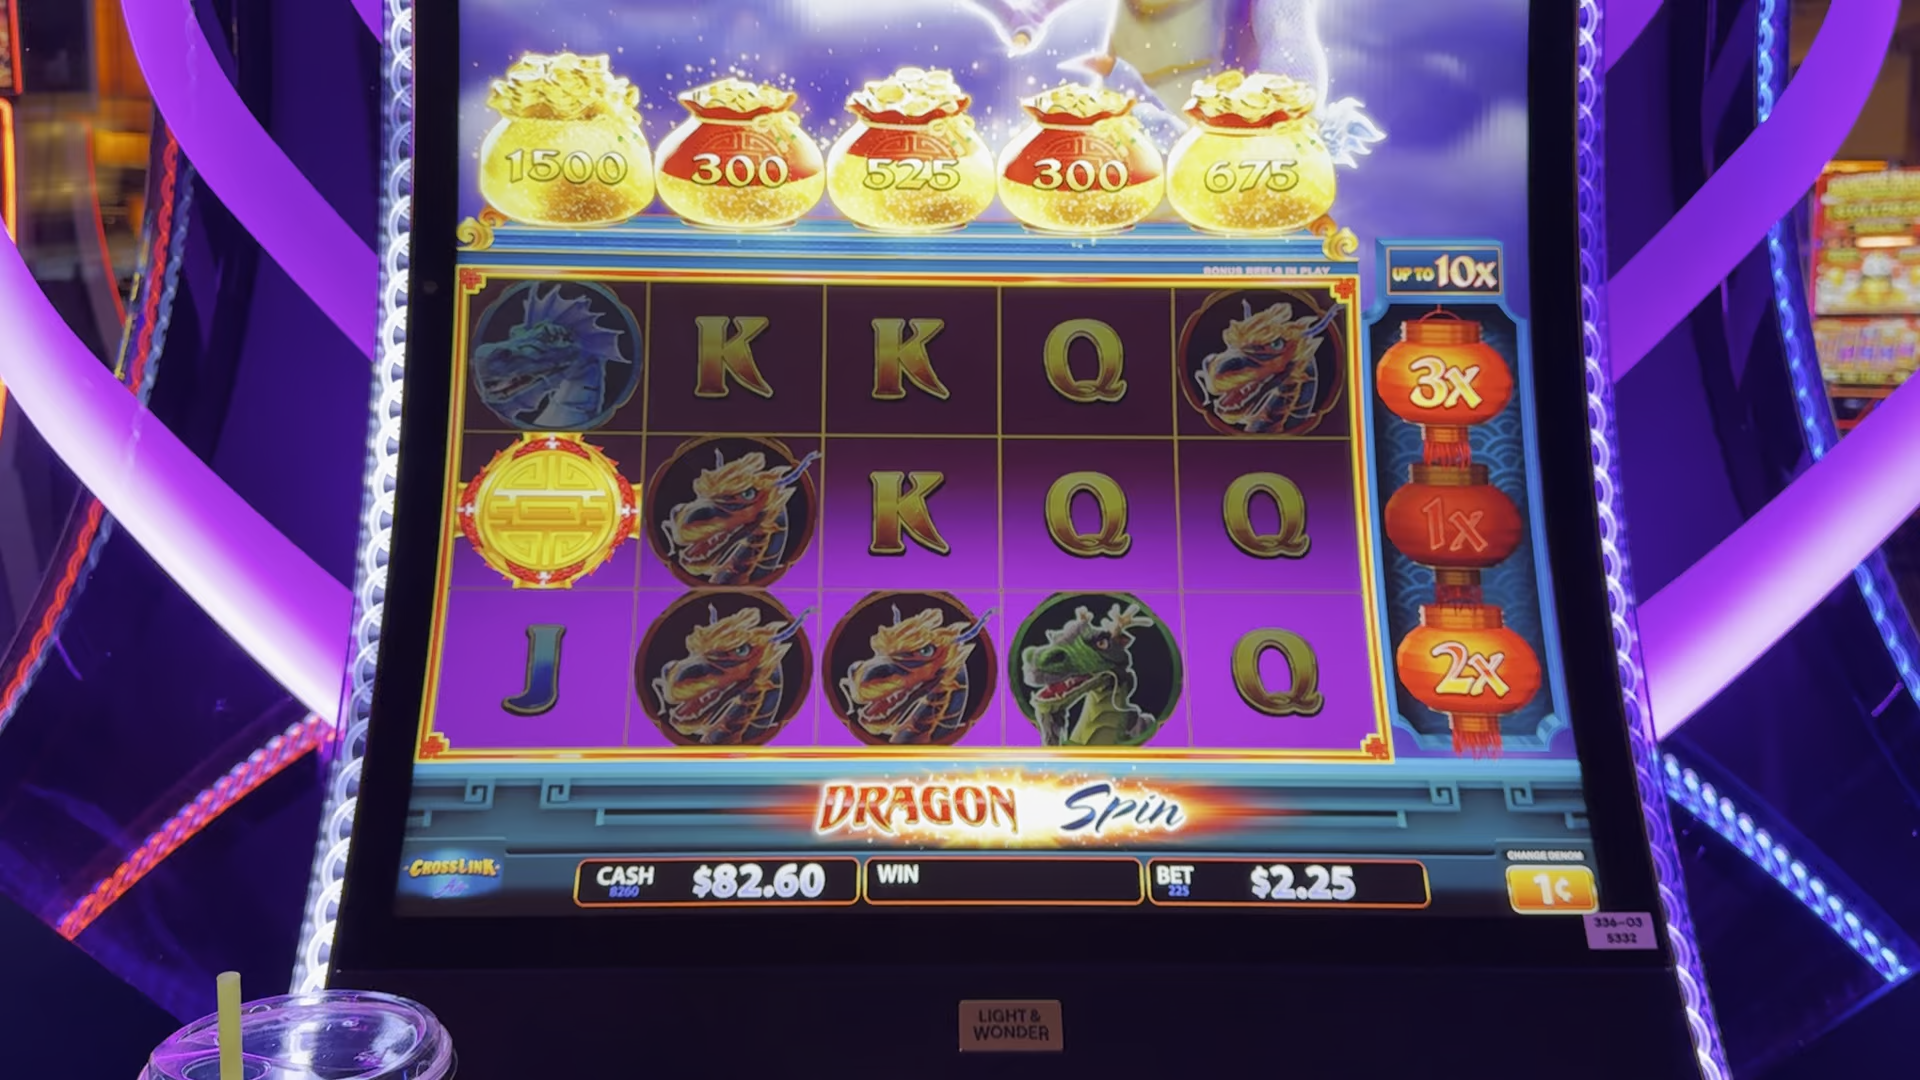 1500 300 525 300 675
BONUS REELS IN PLAY
UP TO 10X
K K Q
3X
K Q Q
1X
J Q
2X
DRAGON Spin
CROSSLINK
Air
CASH $82.60
8260
WIN
BET $2.25
225
CHANGE DENOM
1¢
336-03
5332
LIGHT &
WONDER